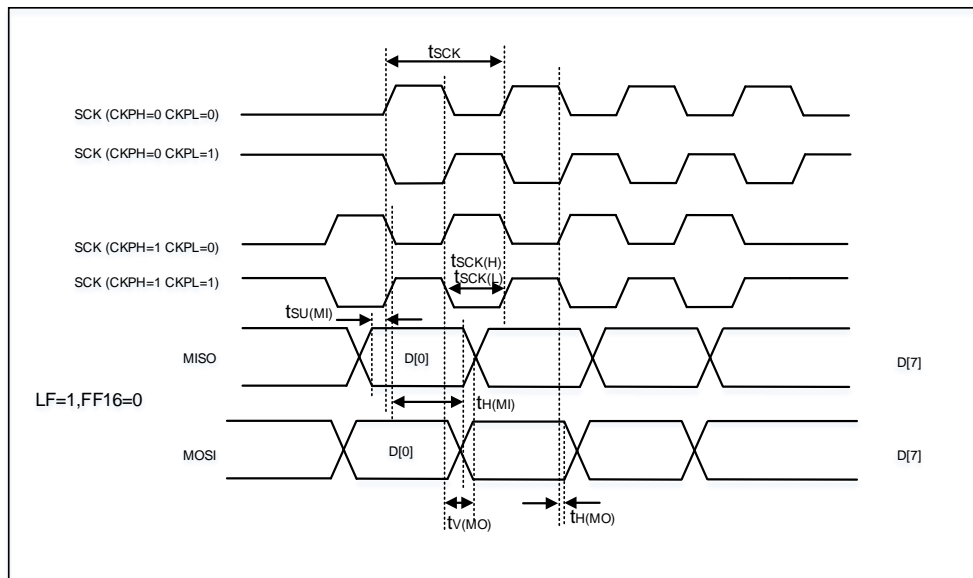 tSCK
SCK (CKPH=0 CKPL=0)
SCK (CKPH=0 CKPL=1)
SCK (CKPH=1 CKPL=0)
tSCK(H)
tSCK(L)
SCK (CKPH=1 CKPL=1)
tSU(MI)
MISO
D[0]
D[7]
LF=1,FF16=0
tH(MI)
MOSI
D[0]
D[7]
tV(MO)
tH(MO)